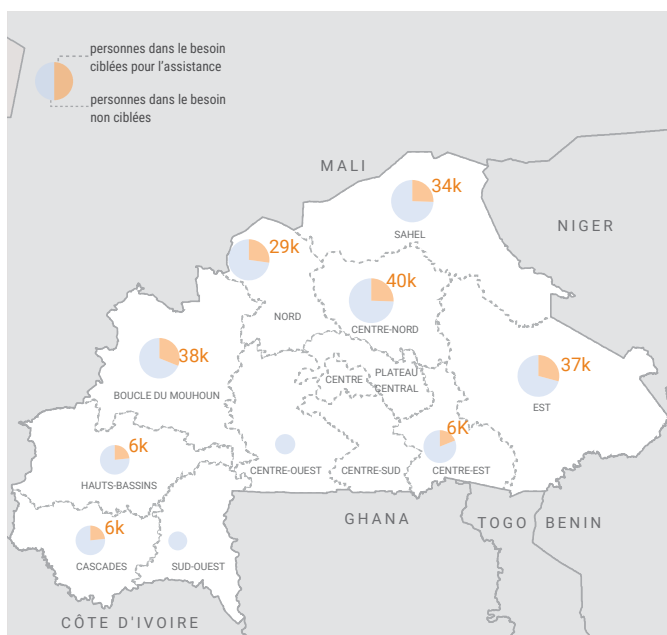 personnes dans le besoin
ciblées pour l'assistance
personnes dans le besoin
non ciblées
MALI
34k
SAHEL
NIGER
29k
NORD
40k
CENTRE-NORD
38k
BOUCLE DU MOUHOUN
CENTRE
PLATEAU
CENTRAL
37k
EST
6k
HAUTS-BASSINS
CENTRE-OUEST
CENTRE-SUD
6K
CENTRE-EST
GHANA
TOGO
BENIN
6k
CASCADES
SUD-OUEST
CÔTE D'IVOIRE